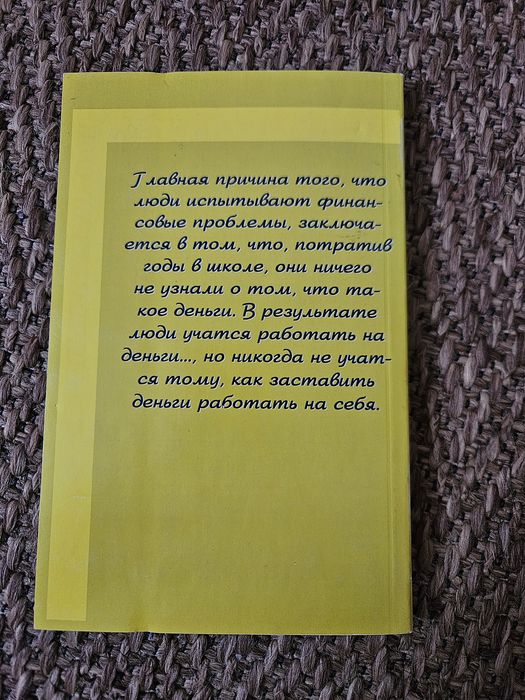 Главная причина того, что
люди испытывают финан-
совые проблемы, заключа-
ется в том, что, потратив
годы в школе, они ничего
не узнали о том, что та-
кое деньги. В результате
люди учатся работать на
деньги..., но никогда не учат-
ся тому, как заставить
деньги работать на себя.